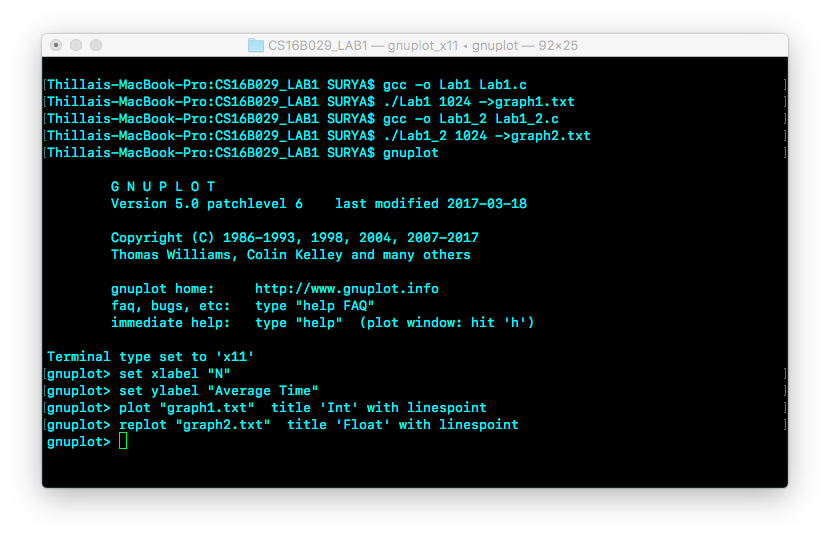 CS16B029_LAB1 — gnuplot_x11 • gnuplot — 92×25
[Thillais-MacBook-Pro:CS16B029_LAB1 SURYA$ gcc -o Lab1 Lab1.c ]
[Thillais-MacBook-Pro:CS16B029_LAB1 SURYA$ ./Lab1 1024 ->graph1.txt ]
[Thillais-MacBook-Pro:CS16B029_LAB1 SURYA$ gcc -o Lab1_2 Lab1_2.c ]
[Thillais-MacBook-Pro:CS16B029_LAB1 SURYA$ ./Lab1_2 1024 ->graph2.txt ]
[Thillais-MacBook-Pro:CS16B029_LAB1 SURYA$ gnuplot ]
G N U P L O T
Version 5.0 patchlevel 6    last modified 2017-03-18
Copyright (C) 1986-1993, 1998, 2004, 2007-2017
Thomas Williams, Colin Kelley and many others
gnuplot home:     http://www.gnuplot.info
faq, bugs, etc:   type "help FAQ"
immediate help:   type "help"  (plot window: hit 'h')
Terminal type set to 'x11'
[gnuplot> set xlabel "N" ]
[gnuplot> set ylabel "Average Time" ]
[gnuplot> plot "graph1.txt"  title 'Int' with linespoint ]
[gnuplot> replot "graph2.txt"  title 'Float' with linespoint ]
gnuplot>